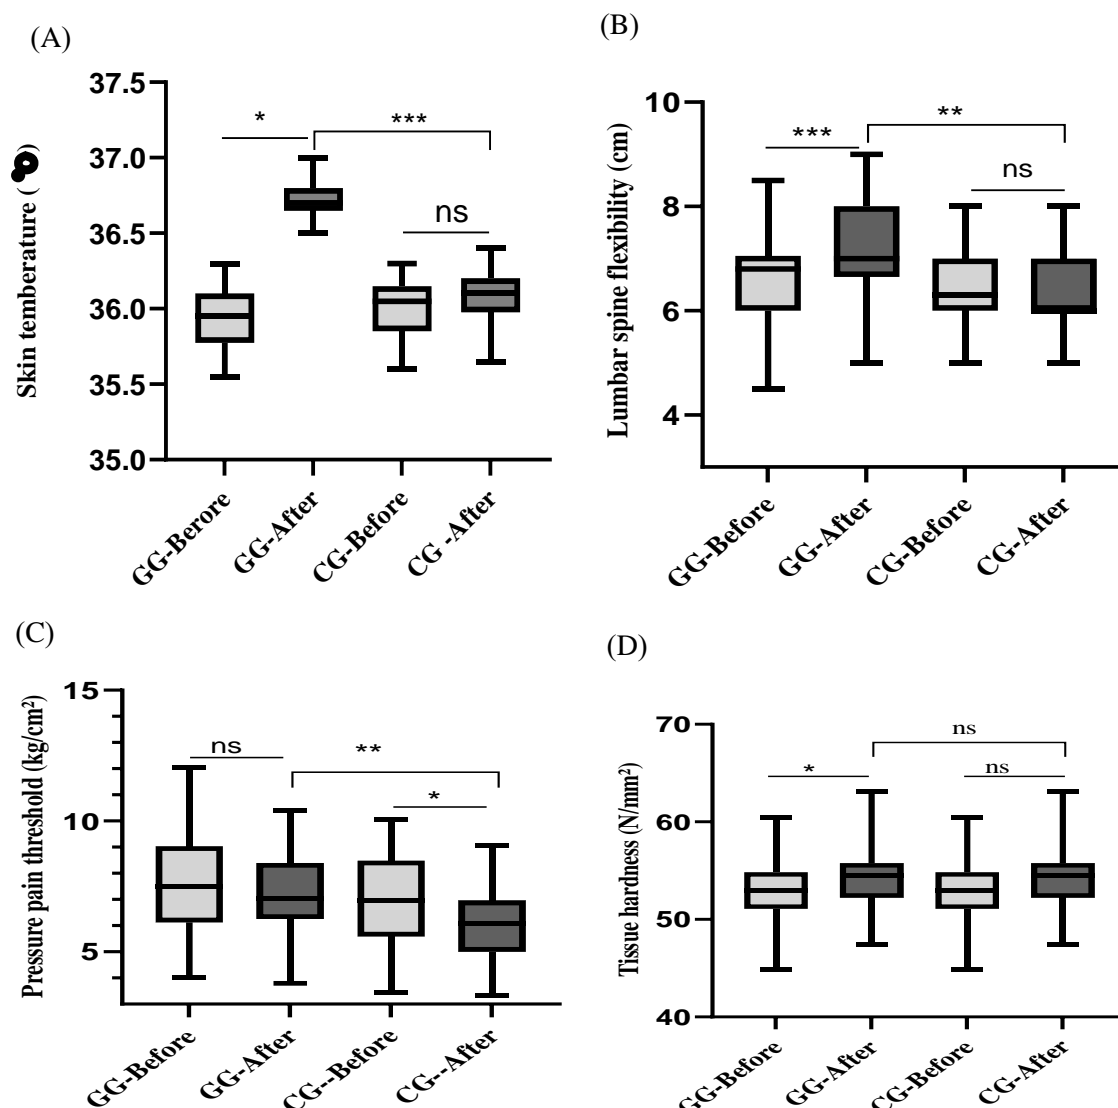 (A)
Skin temberature (
37.5
37.0
36.5
36.0
35.5
35.0
*
***
ns
GG-Berore
GG-After
CG-Before
CG -After
(B)
Lumbar spine flexibility (cm)
10
8
6
4
***
**
ns
GG-Before
GG-After
CG-Before
CG-After
(C)
Pressure pain threshold (kg/cm²)
15
10
5
ns
**
*
GG-Before
GG-After
CG--Before
CG--After
(D)
Tissue hardness (N/mm²)
70
60
50
40
*
ns
ns
GG-Before
GG-After
CG-Before
CG-After